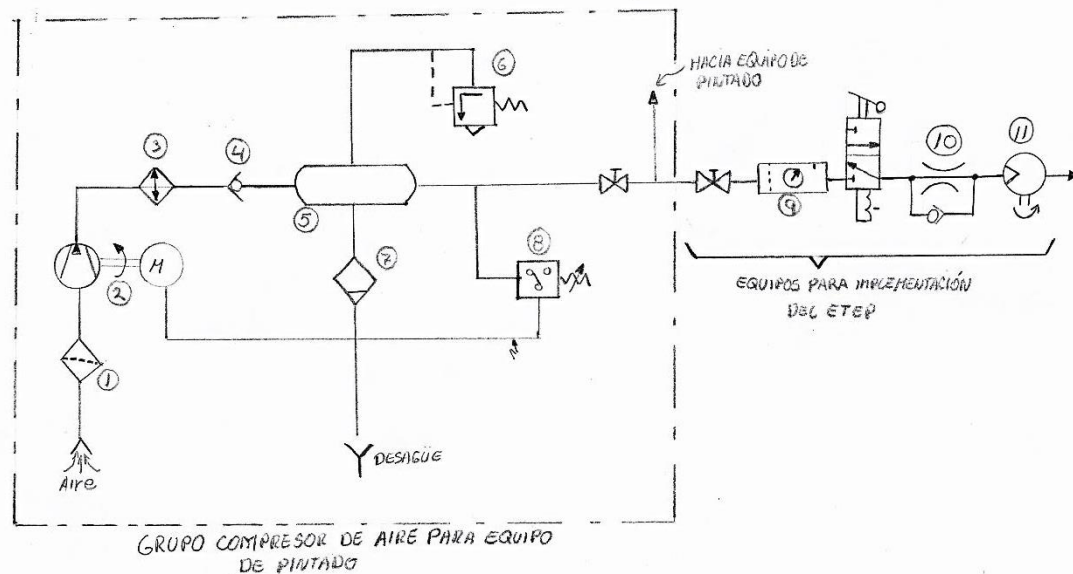 ⑥
HACIA EQUIPO DE
PINTADO
③
④
⑩
⑪
⑤
⑨
②
M
⑦
⑧
EQUIPOS PARA IMPLEMENTACIÓN
DEL ETEP
①
Aire
DESAGÜE
GRUPO COMPRESOR DE AIRE PARA EQUIPO
DE PINTADO